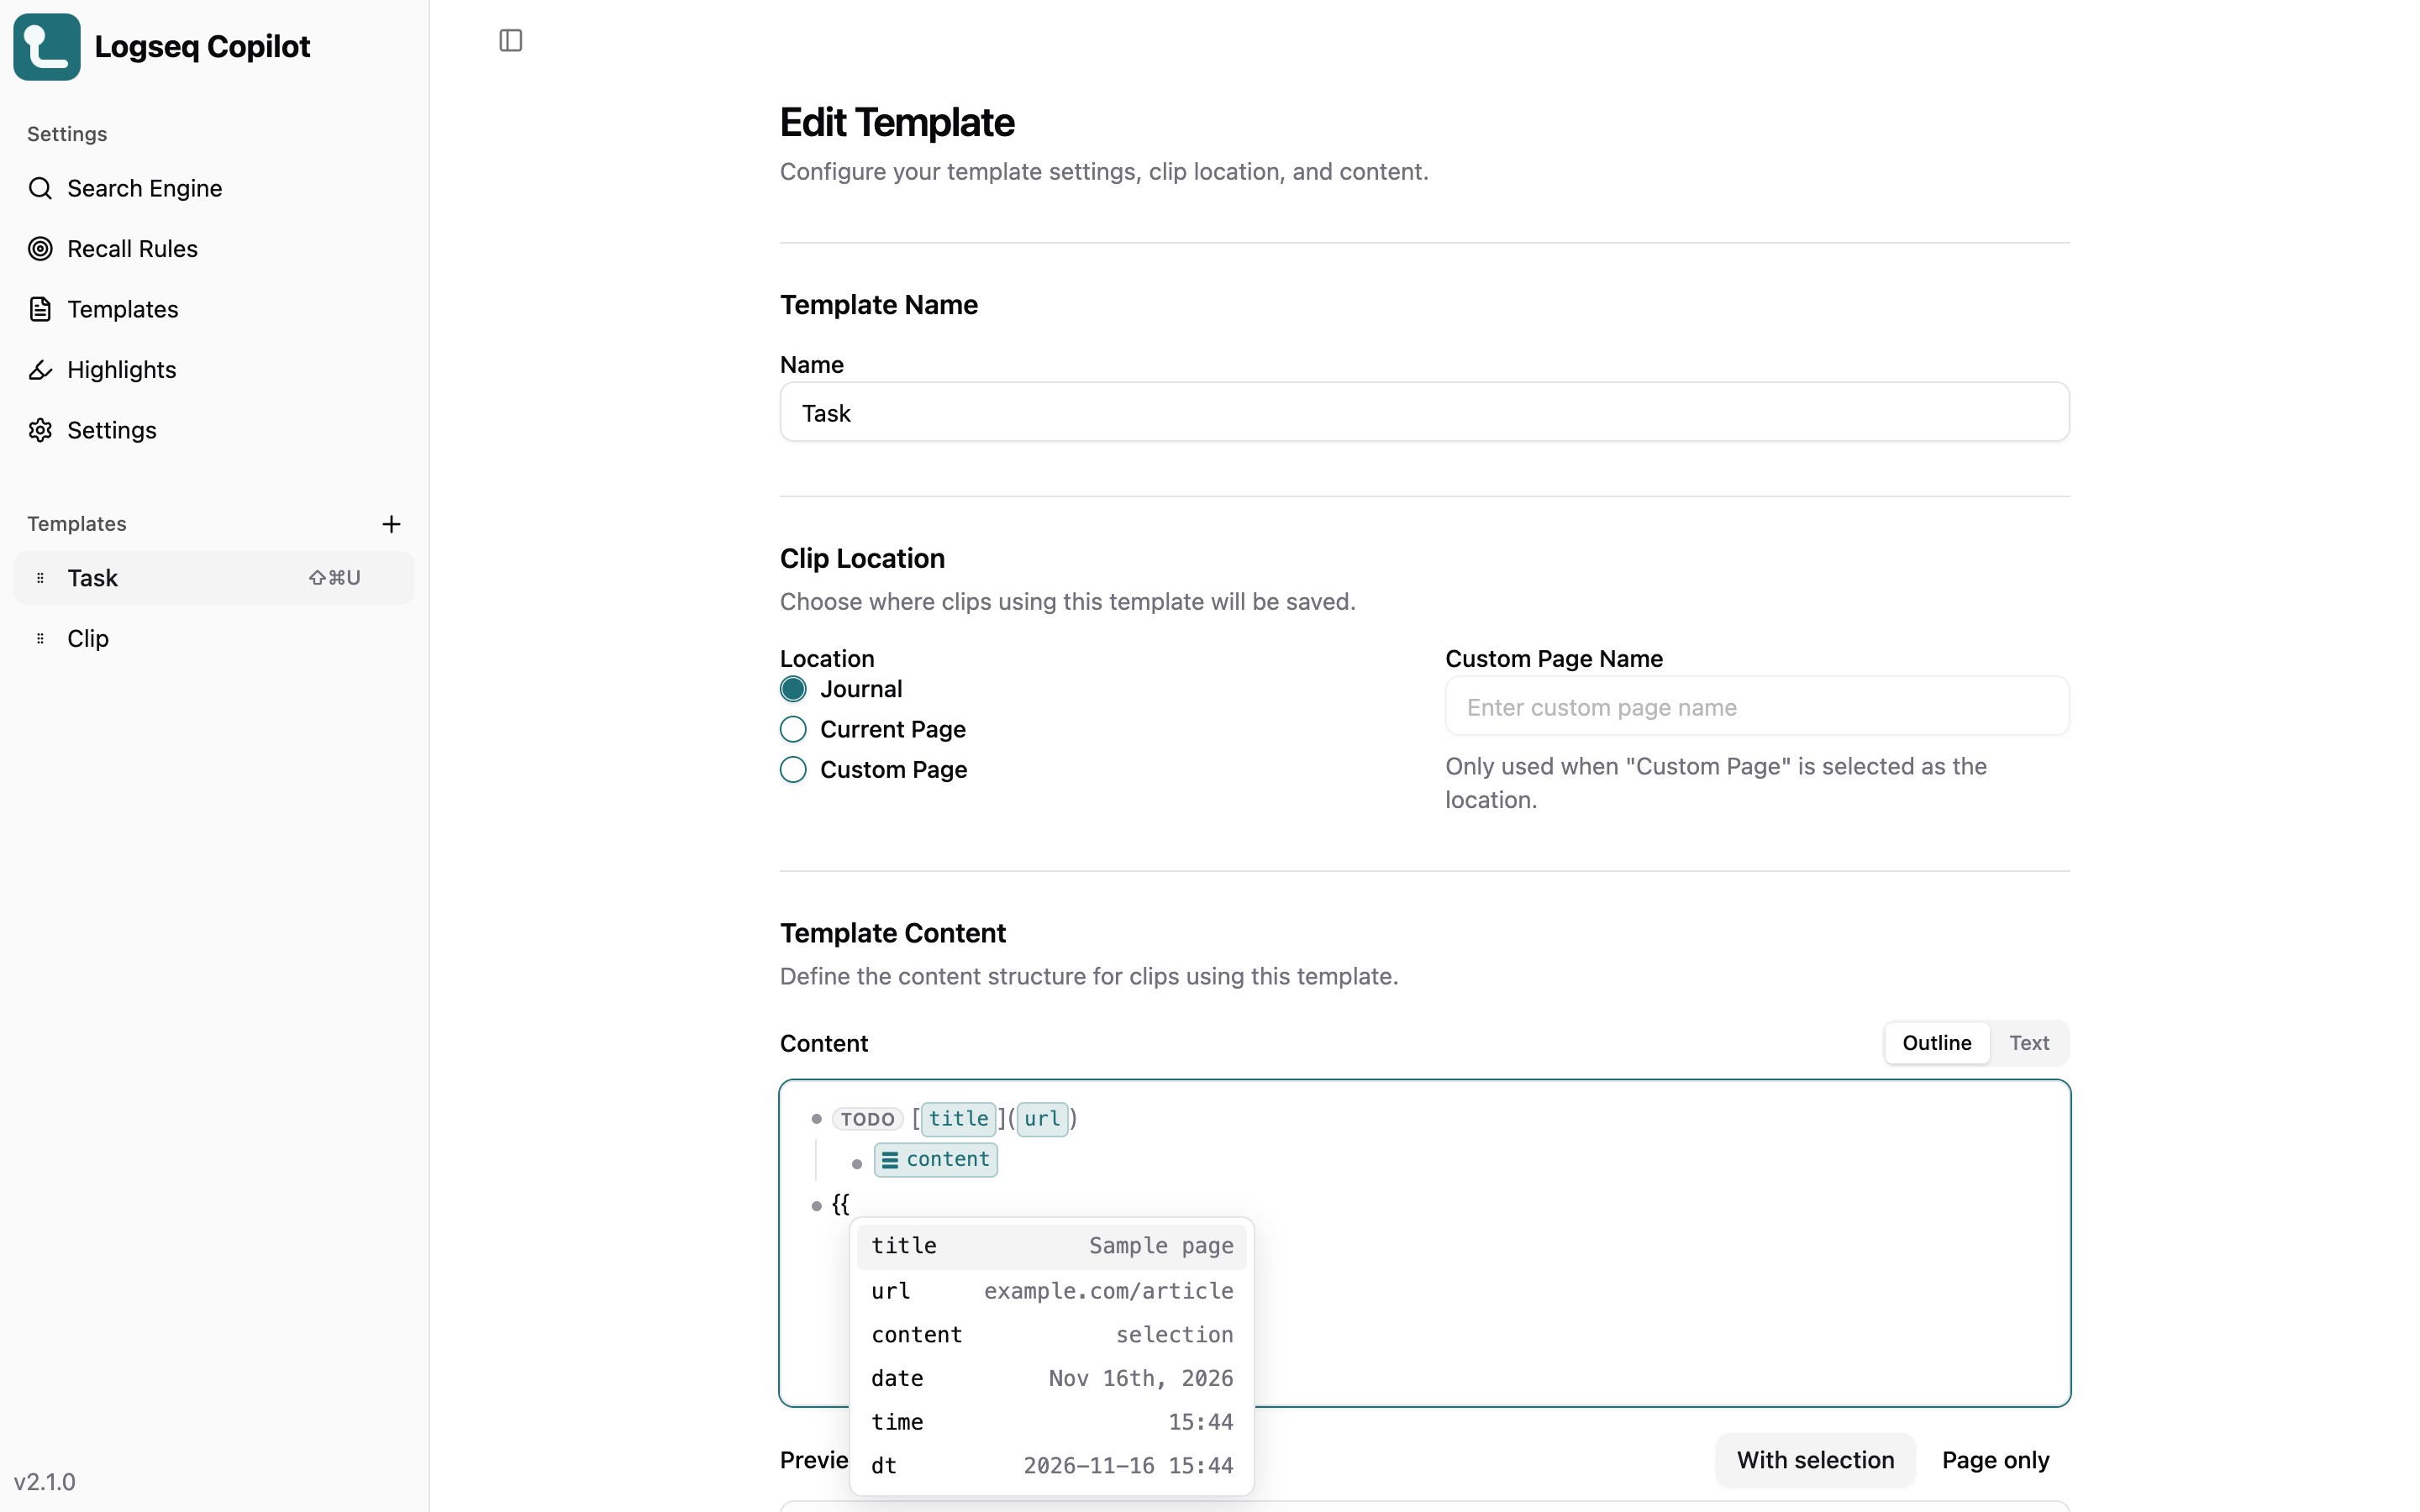 Logseq Copilot
Settings
Search Engine
Recall Rules
Templates
Highlights
Settings
Templates
Task ⇧⌘U
Clip
v2.1.0
Edit Template
Configure your template settings, clip location, and content.
Template Name
Name
Task
Clip Location
Choose where clips using this template will be saved.
Location
Journal
Current Page
Custom Page
Custom Page Name
Enter custom page name
Only used when "Custom Page" is selected as the
location.
Template Content
Define the content structure for clips using this template.
Content
Outline Text
TODO [title](url)
content
{{
title Sample page
url example.com/article
content selection
date Nov 16th, 2026
time 15:44
dt 2026-11-16 15:44
Previe
With selection Page only